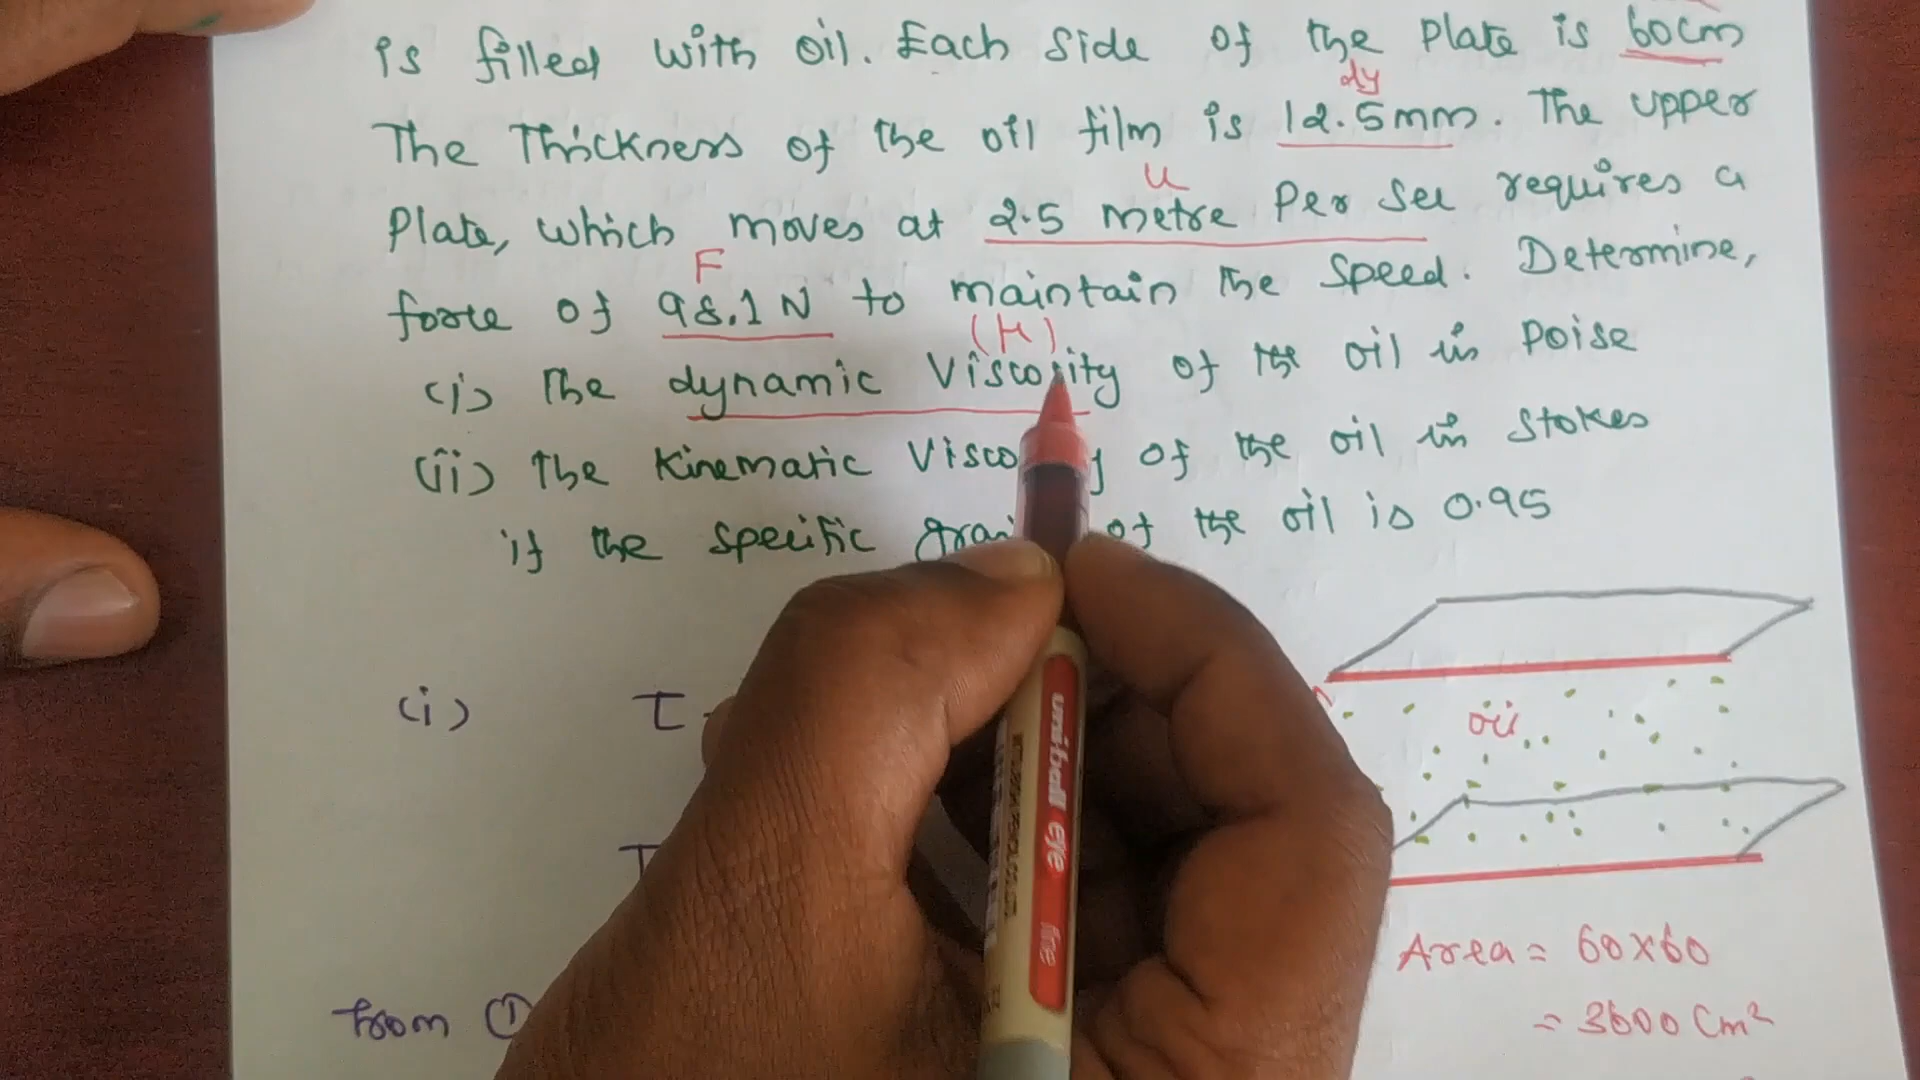 is filled with oil. Each side of the plate is 60cm
dy
The Thickness of the oil film is 12.5mm. The upper
u
Plate, which moves at 2.5 metre Per Sec requires a
F
force of 98.1 N to maintain the Speed. Determine,
(μ)
(i) The dynamic Viscosity of the oil in Poise
(ii) The Kinematic Visco y of the oil in Stokes
if the specific of the oil is 0.95
oil
(i) τ
τ
Area = 60x60
= 3600 Cm²
from ①
uni-ball eye fine